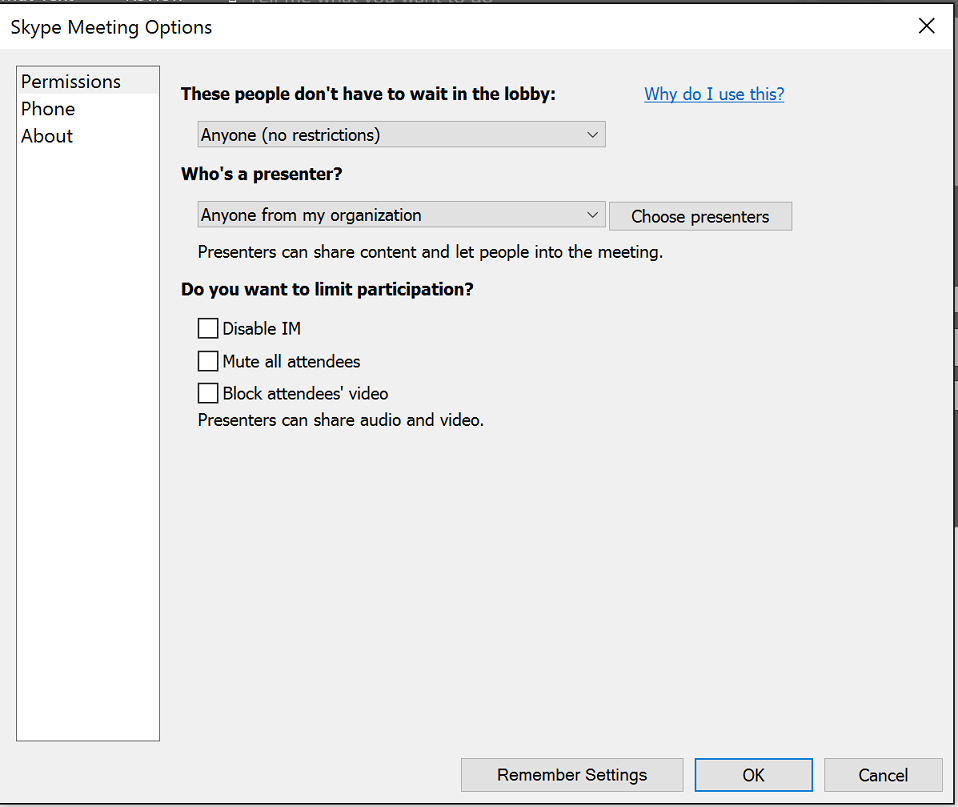 Skype Meeting Options
Permissions
Phone
About
These people don't have to wait in the lobby:
Why do I use this?
Anyone (no restrictions)
Who's a presenter?
Anyone from my organization
Choose presenters
Presenters can share content and let people into the meeting.
Do you want to limit participation?
Disable IM
Mute all attendees
Block attendees' video
Presenters can share audio and video.
Remember Settings
OK
Cancel